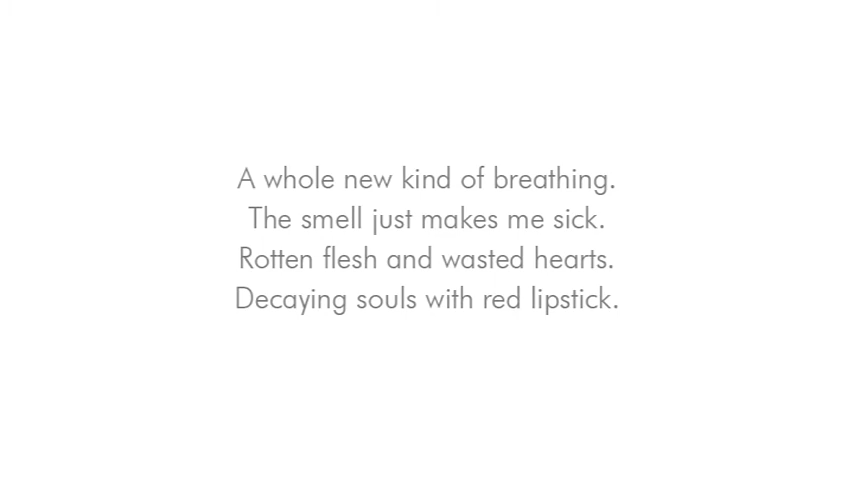 A whole new kind of breathing.
The smell just makes me sick.
Rotten flesh and wasted hearts.
Decaying souls with red lipstick.